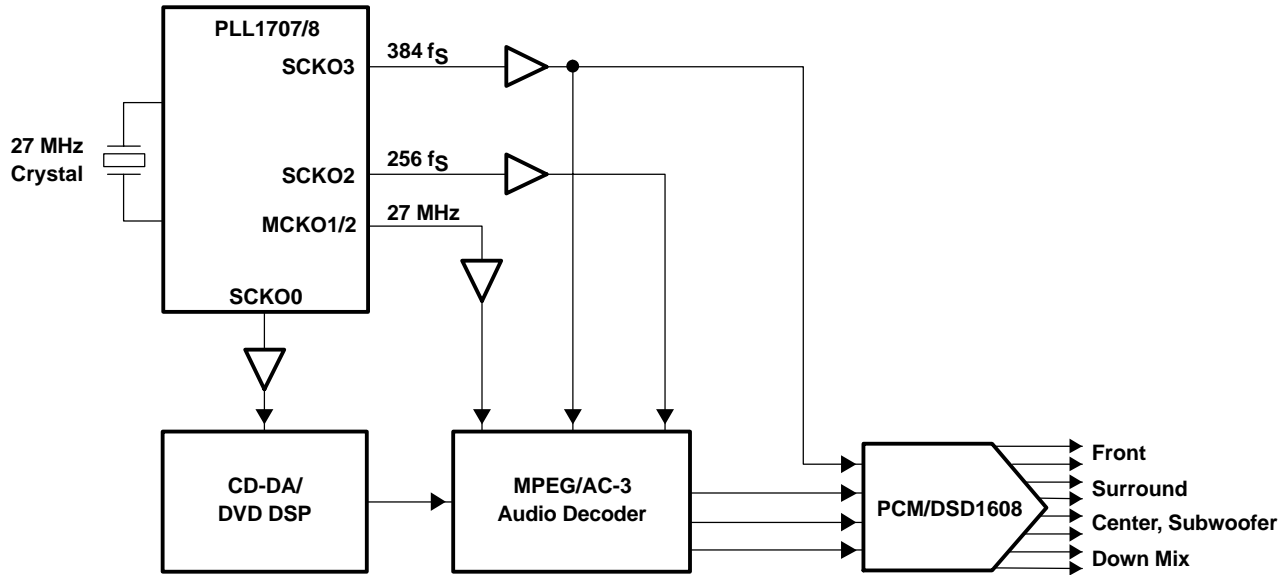 PLL1707/8
SCKO3
384 fS
27 MHz
Crystal
SCKO2
256 fS
MCKO1/2
27 MHz
SCKO0
CD-DA/
DVD DSP
MPEG/AC-3
Audio Decoder
PCM/DSD1608
Front
Surround
Center, Subwoofer
Down Mix